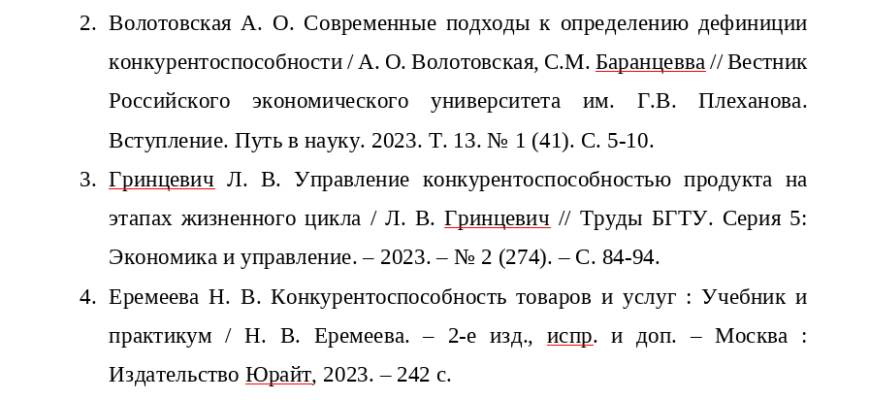 2. Волотовская А. О. Современные подходы к определению дефиниции
конкурентоспособности / А. О. Волотовская, С.М. Баранцевва // Вестник
Российского экономического университета им. Г.В. Плеханова.
Вступление. Путь в науку. 2023. Т. 13. № 1 (41). С. 5-10.
3. Гринцевич Л. В. Управление конкурентоспособностью продукта на
этапах жизненного цикла / Л. В. Гринцевич // Труды БГТУ. Серия 5:
Экономика и управление. – 2023. – № 2 (274). – С. 84-94.
4. Еремеева Н. В. Конкурентоспособность товаров и услуг : Учебник и
практикум / Н. В. Еремеева. – 2-е изд., испр. и доп. – Москва :
Издательство Юрайт, 2023. – 242 с.